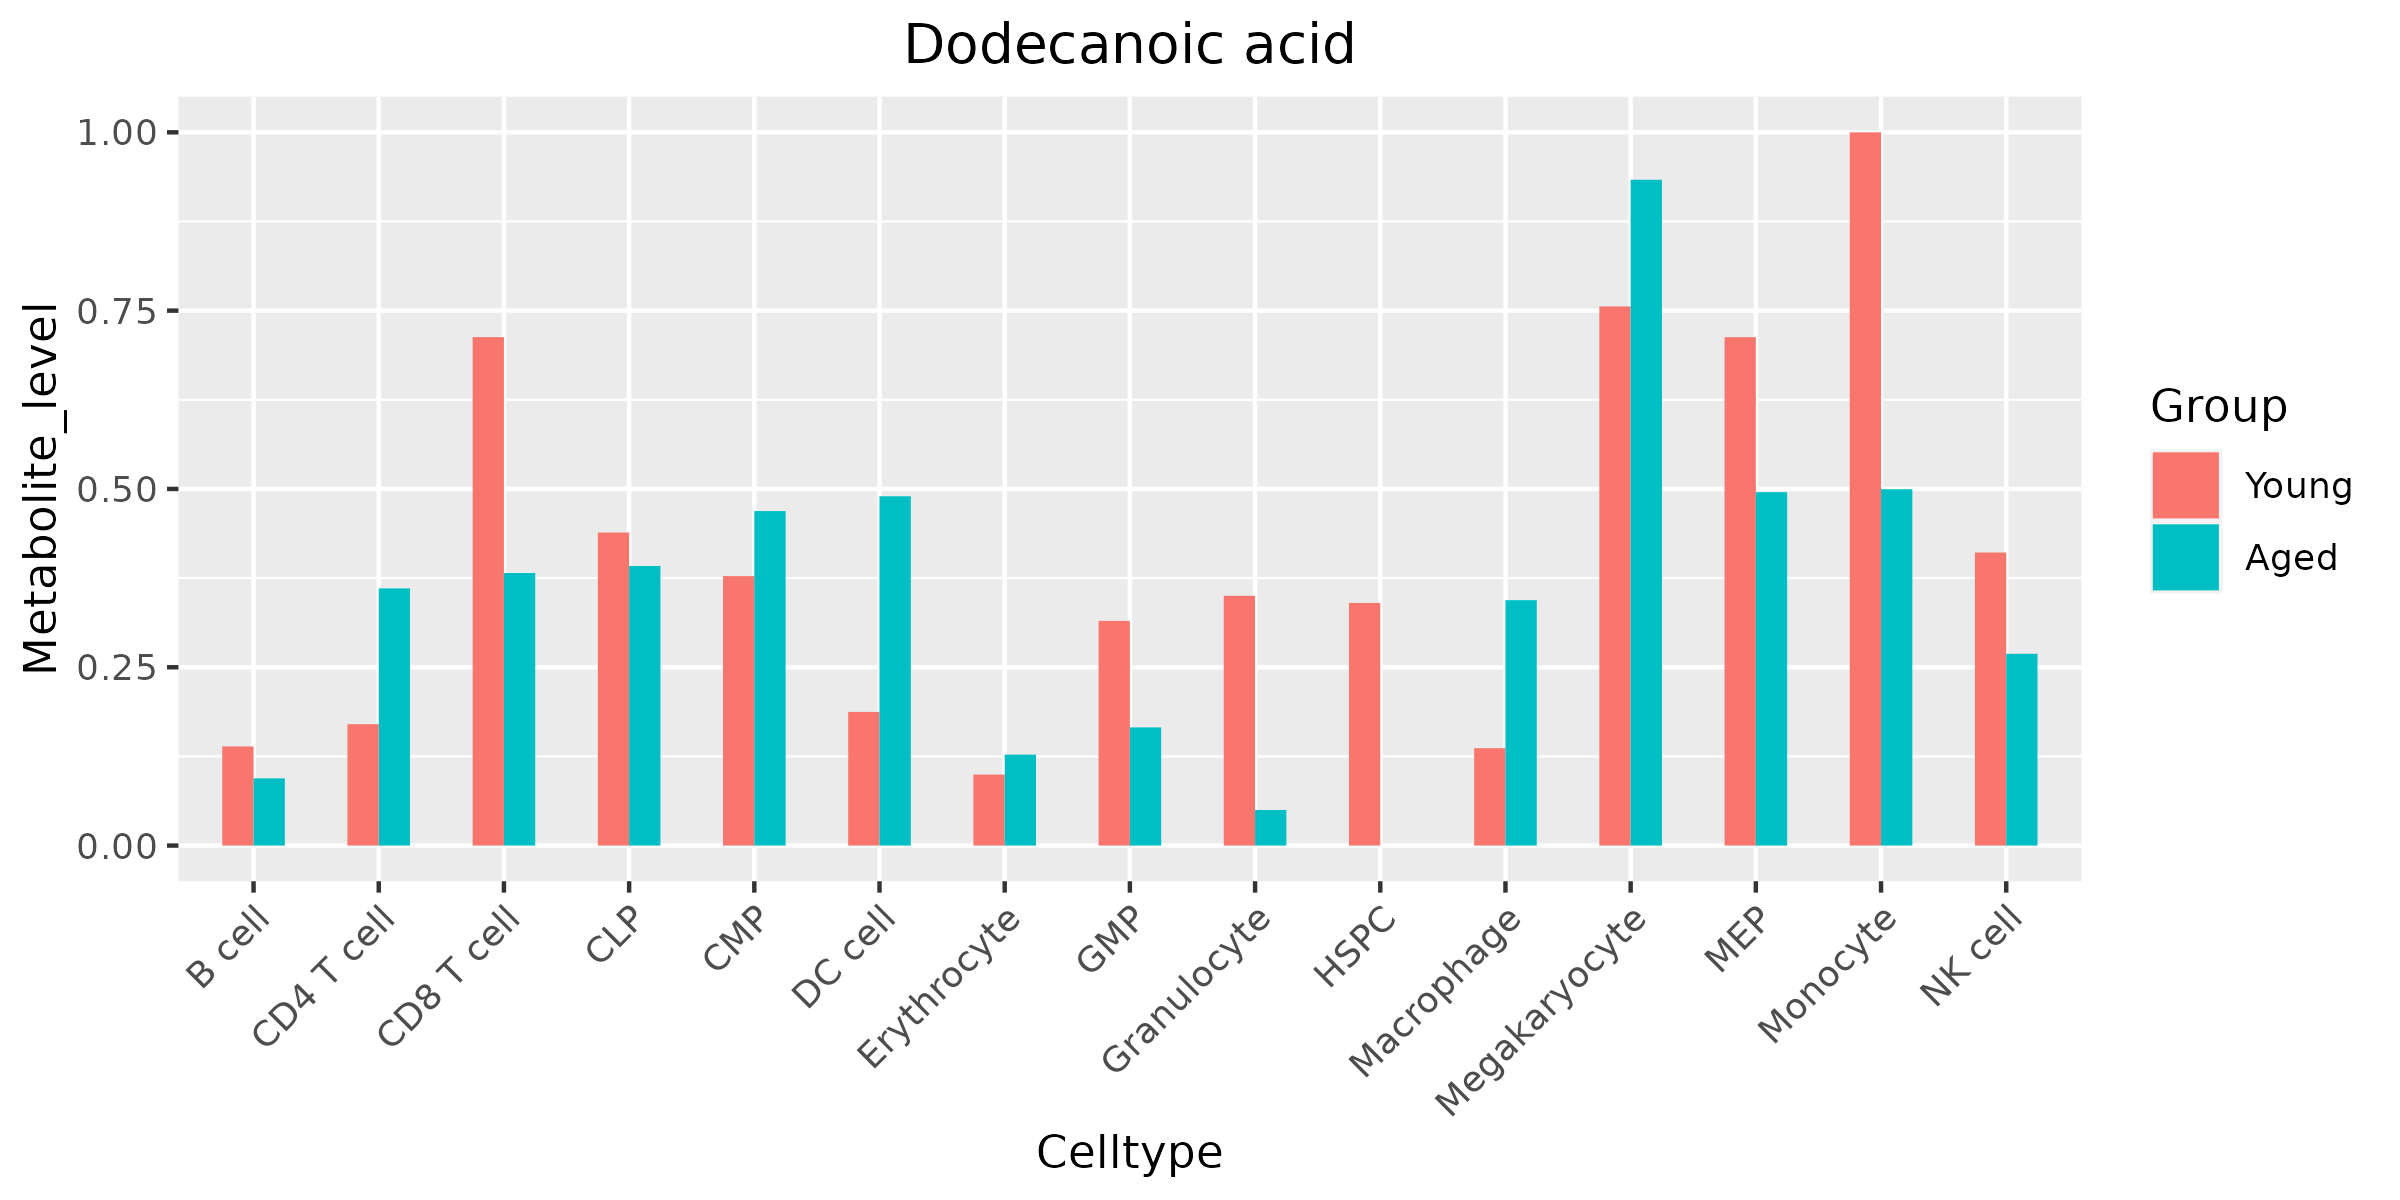 Dodecanoic acid
Metabolite_level
1.00
0.75
0.50
0.25
0.00
B cell
CD4 T cell
CD8 T cell
CLP
CMP
DC cell
Erythrocyte
GMP
Granulocyte
HSPC
Macrophage
Megakaryocyte
MEP
Monocyte
NK cell
Celltype
Group
Young
Aged